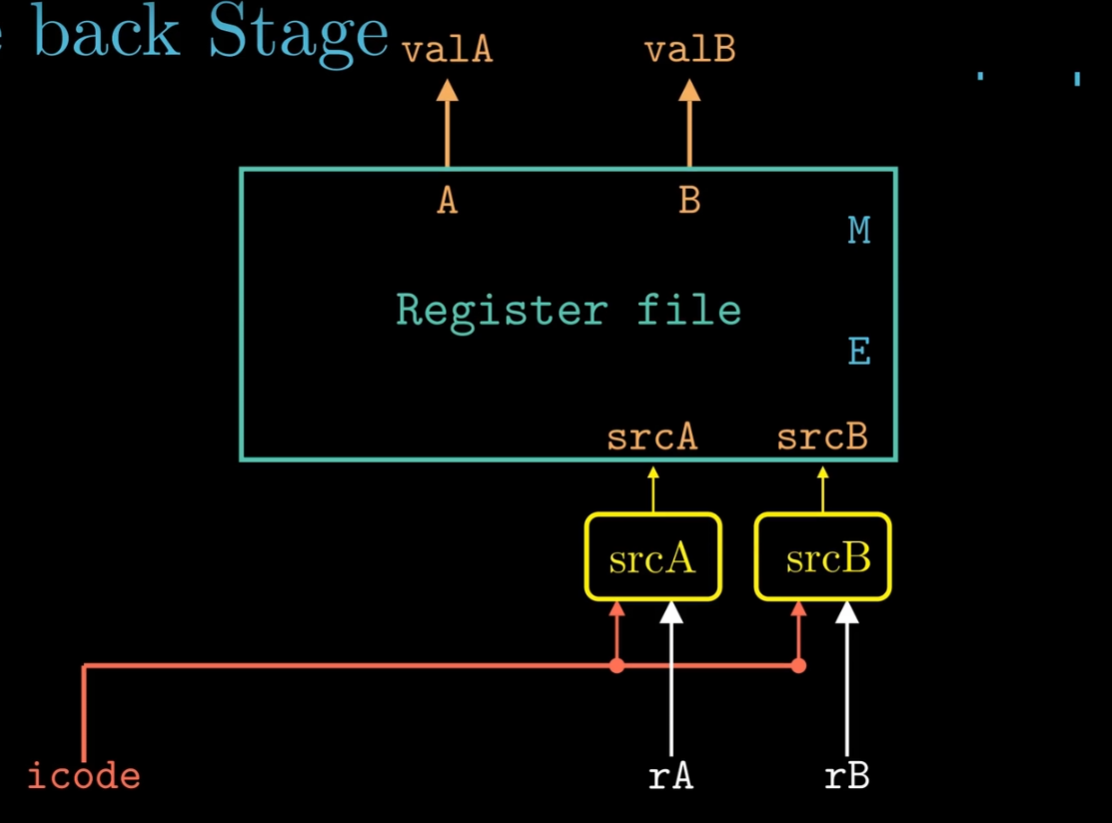 back Stage
valA valB
A B
M
Register file
E
srcA srcB
srcA srcB
icode rA rB